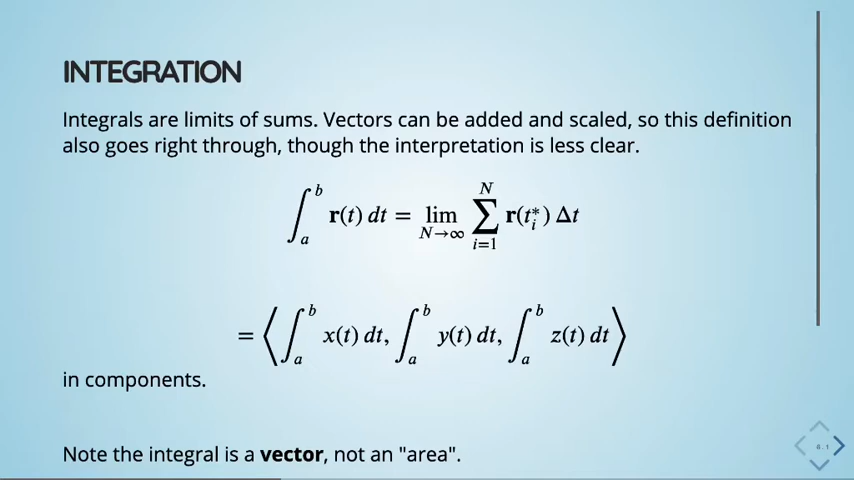 INTEGRATION
Integrals are limits of sums. Vectors can be added and scaled, so this definition
also goes right through, though the interpretation is less clear.
∫_a^b r(t) dt = lim_{N→∞} ∑_{i=1}^N r(t_i^*) Δt
= ⟨∫_a^b x(t) dt, ∫_a^b y(t) dt, ∫_a^b z(t) dt⟩
in components.
Note the integral is a vector, not an "area".